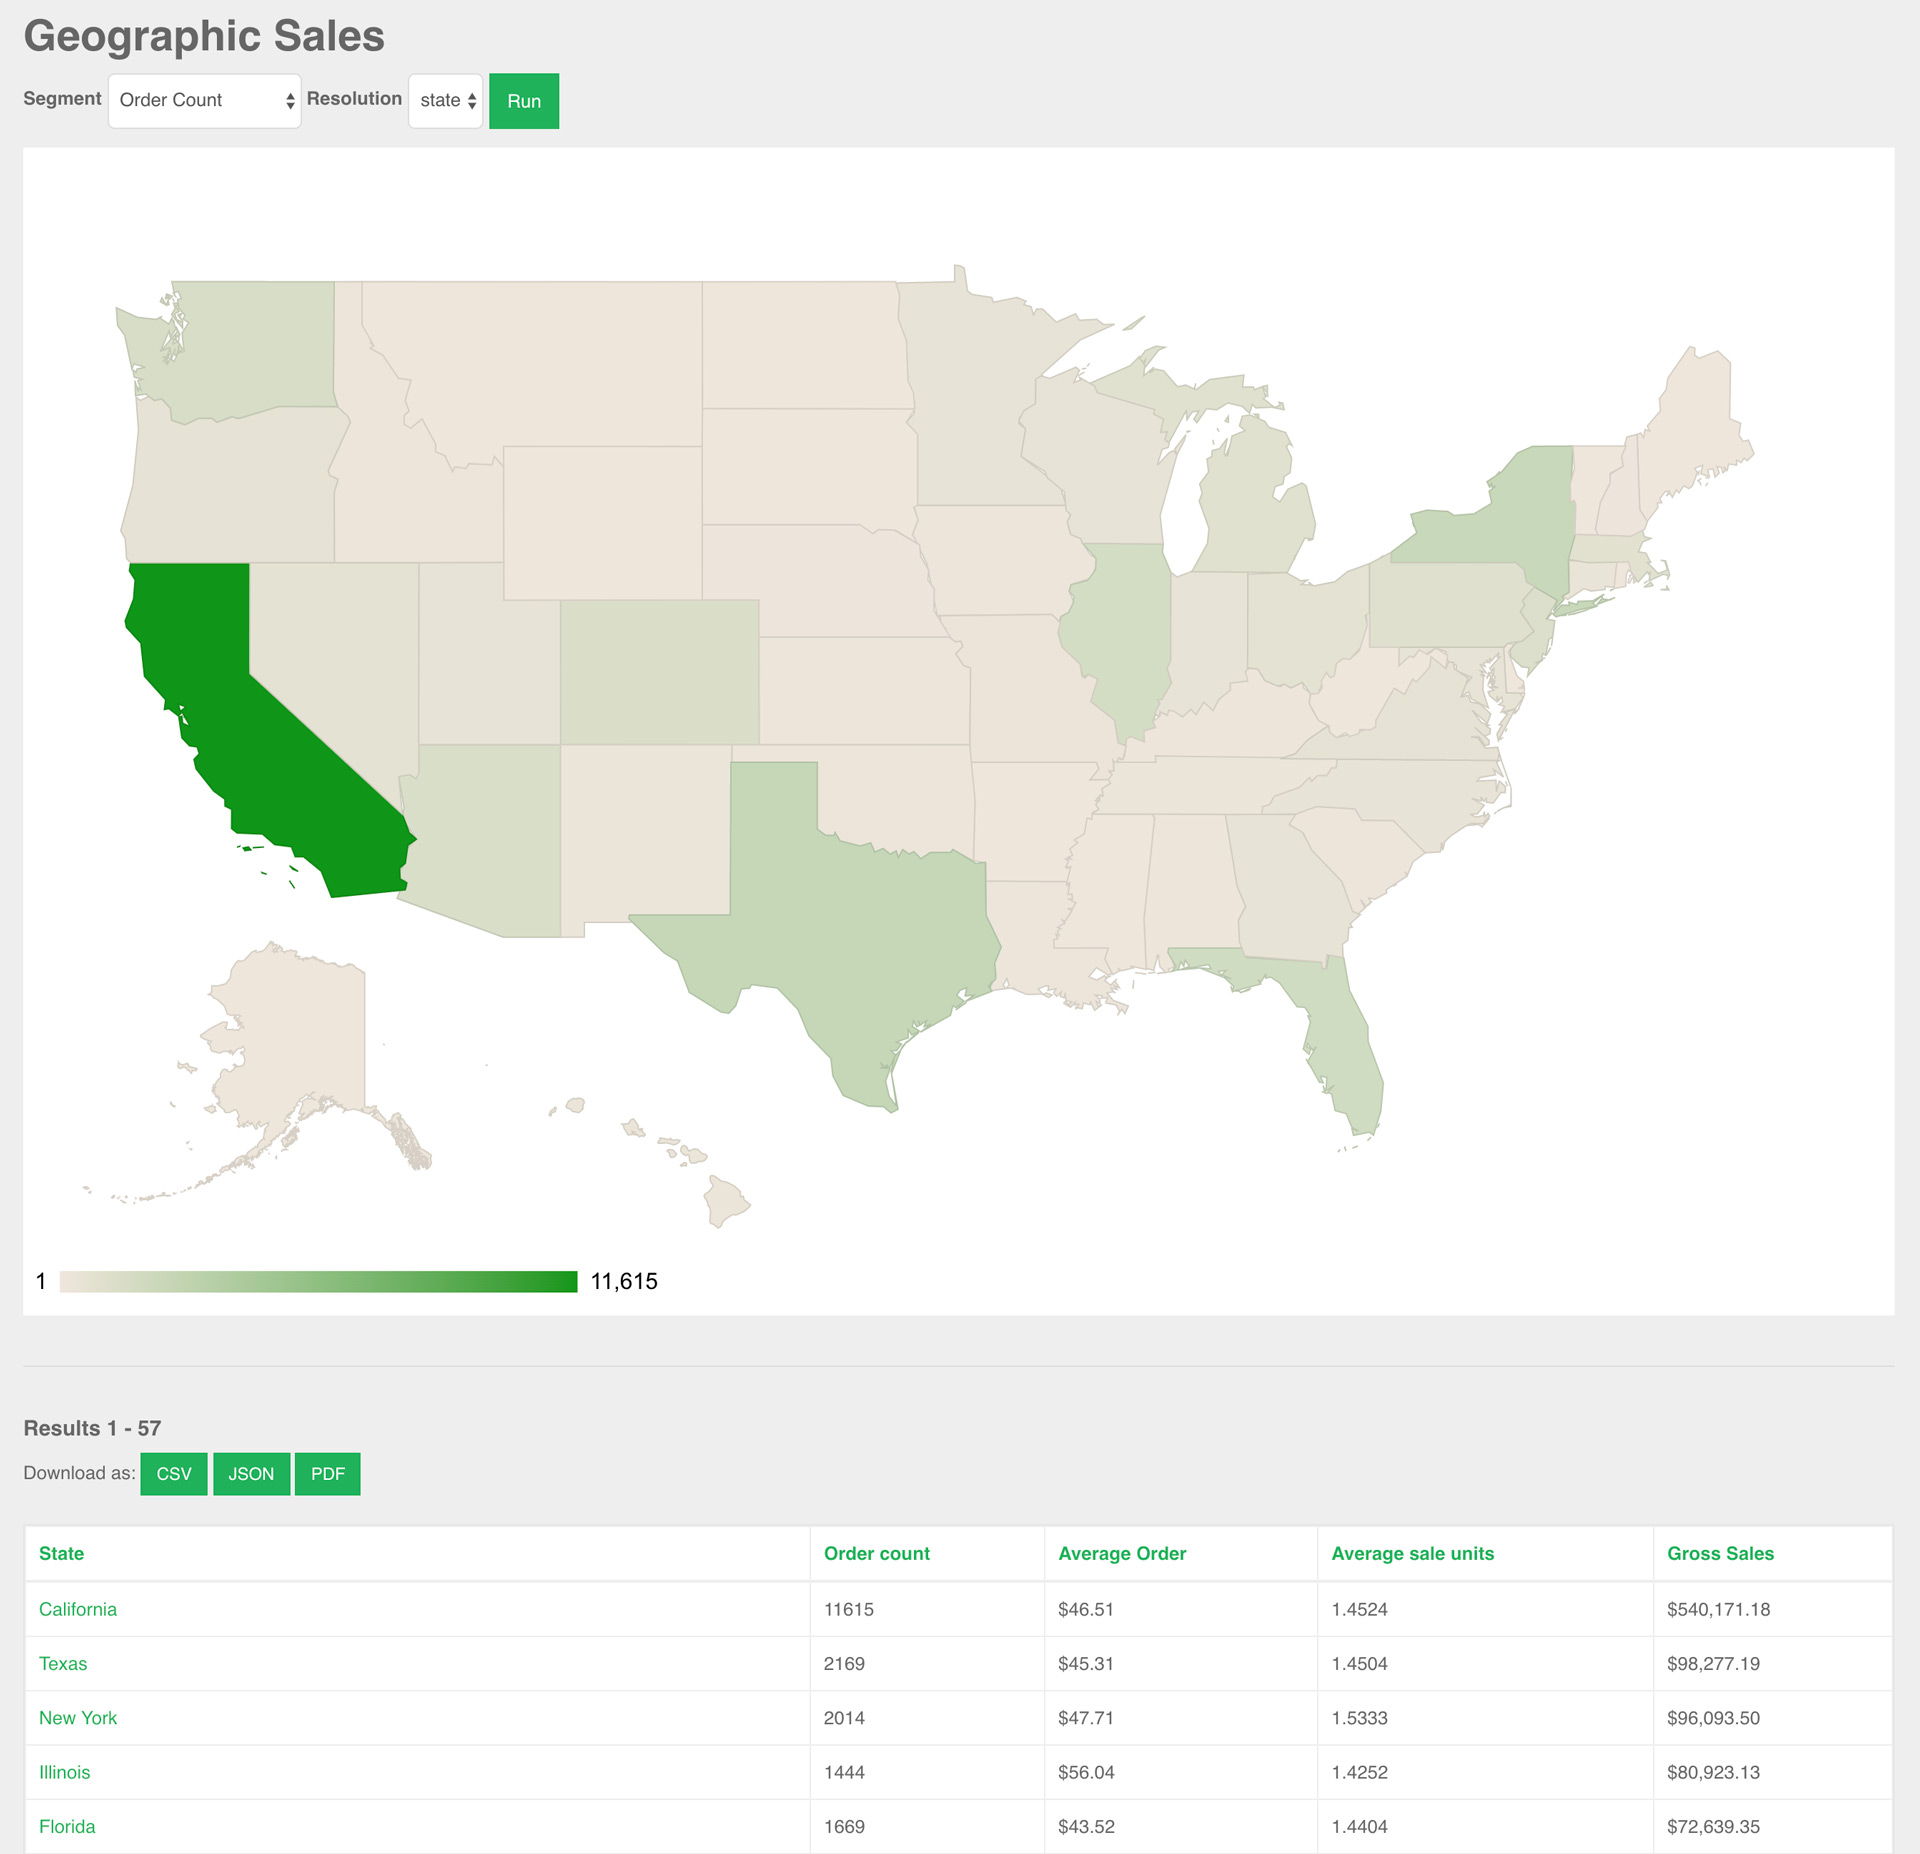 Geographic Sales
Segment Order Count Resolution state Run
1 11,615
Results 1 - 57
Download as: CSV JSON PDF
State Order count Average Order Average sale units Gross Sales
California 11615 $46.51 1.4524 $540,171.18
Texas 2169 $45.31 1.4504 $98,277.19
New York 2014 $47.71 1.5333 $96,093.50
Illinois 1444 $56.04 1.4252 $80,923.13
Florida 1669 $43.52 1.4404 $72,639.35